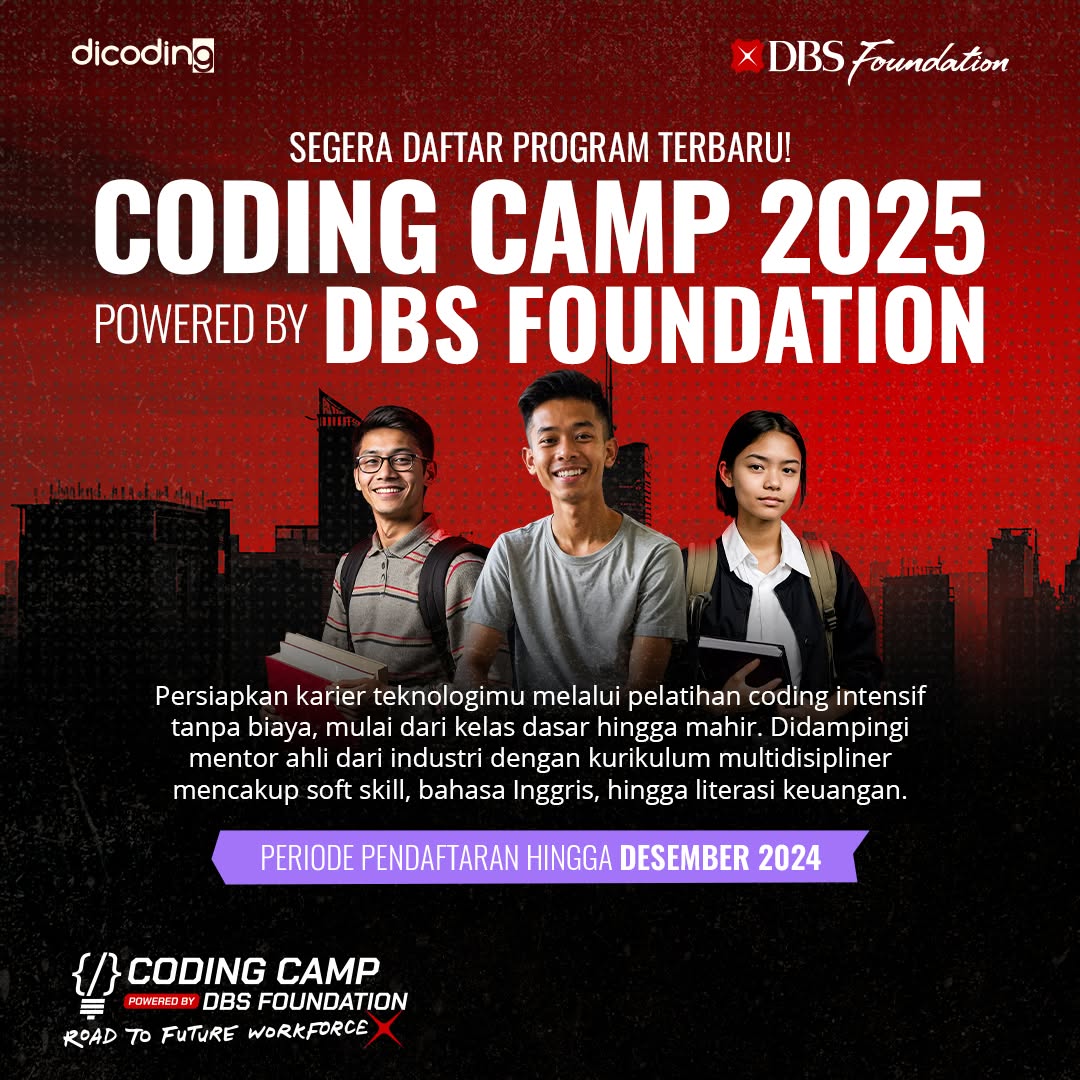 dicoding
DBS Foundation
SEGERA DAFTAR PROGRAM TERBARU!
CODING CAMP 2025
POWERED BY DBS FOUNDATION
Persiapkan karier teknologimu melalui pelatihan coding intensif
tanpa biaya, mulai dari kelas dasar hingga mahir. Didampingi
mentor ahli dari industri dengan kurikulum multidisipliner
mencakup soft skill, bahasa Inggris, hingga literasi keuangan.
PERIODE PENDAFTARAN HINGGA DESEMBER 2024
{/} CODING CAMP
POWERED BY DBS FOUNDATION
ROAD TO FUTURE WORKFORCE